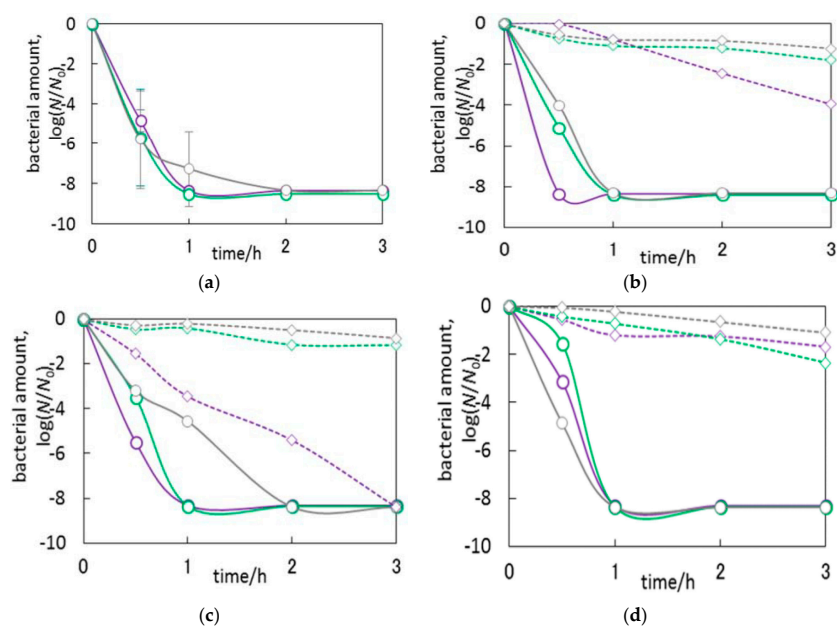 0
-2
-4
-6
-8
-10
bacterial amount,
log(N/N₀)
0 1 2 3
time/h
(a)
0
-2
-4
-6
-8
-10
bacterial amount,
log(N/N₀)
0 1 2 3
time/h
(b)
0
-2
-4
-6
-8
-10
bacterial amount,
log(N/N₀)
0 1 2 3
time/h
(c)
0
-2
-4
-6
-8
-10
bacterial amount,
log(N/N₀)
0 1 2 3
time/h
(d)